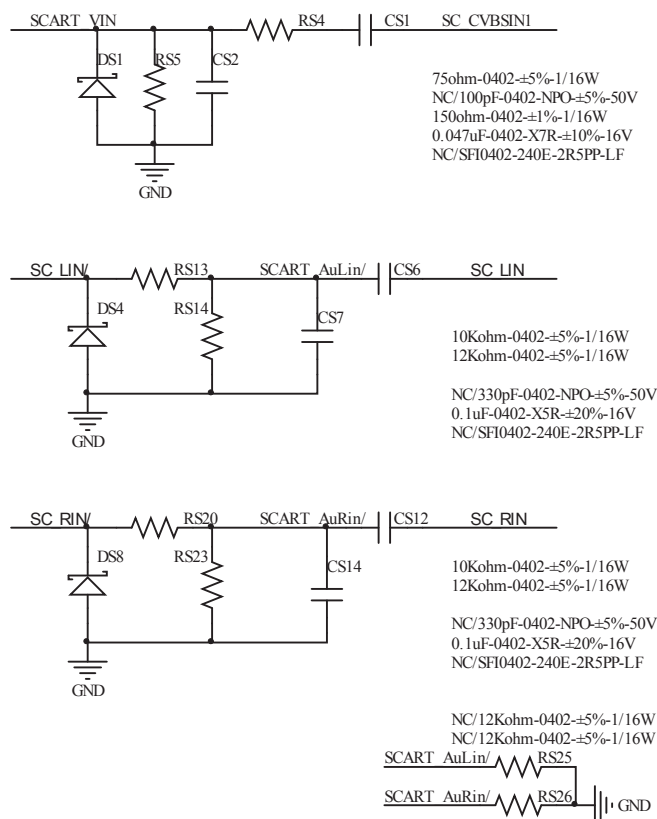 SCART_VIN RS4 CS1 SC_CVBSIN1
DS1 RS5 CS2
75ohm-0402-±5%-1/16W
NC/100pF-0402-NPO-±5%-50V
150ohm-0402-±1%-1/16W
0.047uF-0402-X7R-±10%-16V
NC/SFI0402-240E-2R5PP-LF
GND
SC_LIN/ RS13 SCART_AuLin/ CS6 SC_LIN
DS4 RS14 CS7
10Kohm-0402-±5%-1/16W
12Kohm-0402-±5%-1/16W
NC/330pF-0402-NPO-±5%-50V
0.1uF-0402-X5R-±20%-16V
NC/SFI0402-240E-2R5PP-LF
GND
SC_RIN/ RS20 SCART_AuRin/ CS12 SC_RIN
DS8 RS23 CS14
10Kohm-0402-±5%-1/16W
12Kohm-0402-±5%-1/16W
NC/330pF-0402-NPO-±5%-50V
0.1uF-0402-X5R-±20%-16V
NC/SFI0402-240E-2R5PP-LF
GND
NC/12Kohm-0402-±5%-1/16W
NC/12Kohm-0402-±5%-1/16W
SCART_AuLin/ RS25
SCART_AuRin/ RS26 GND